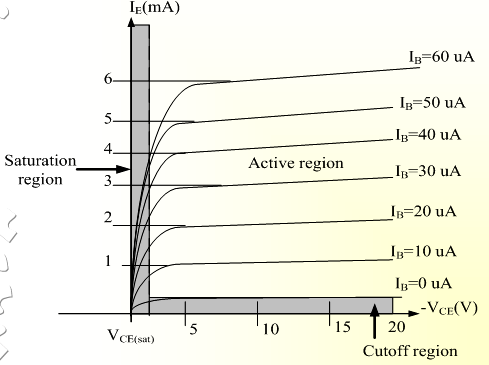 IE(mA)
6
IB=60 uA
5
IB=50 uA
4
IB=40 uA
Saturation
region
Active region
3
IB=30 uA
2
IB=20 uA
1
IB=10 uA
IB=0 uA
-VCE(V)
VCE(sat)
5
10
15
20
Cutoff region